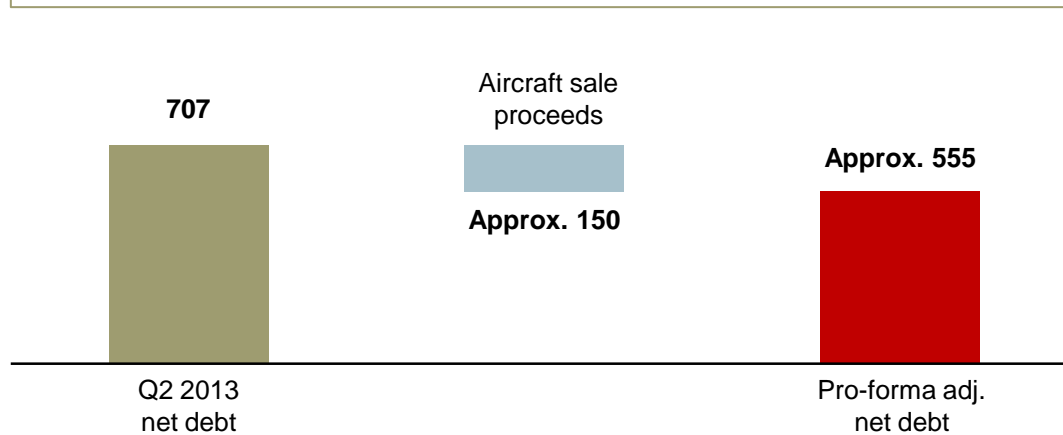 707
Aircraft sale
proceeds
Approx. 150
Approx. 555
Q2 2013
net debt
Pro-forma adj.
net debt